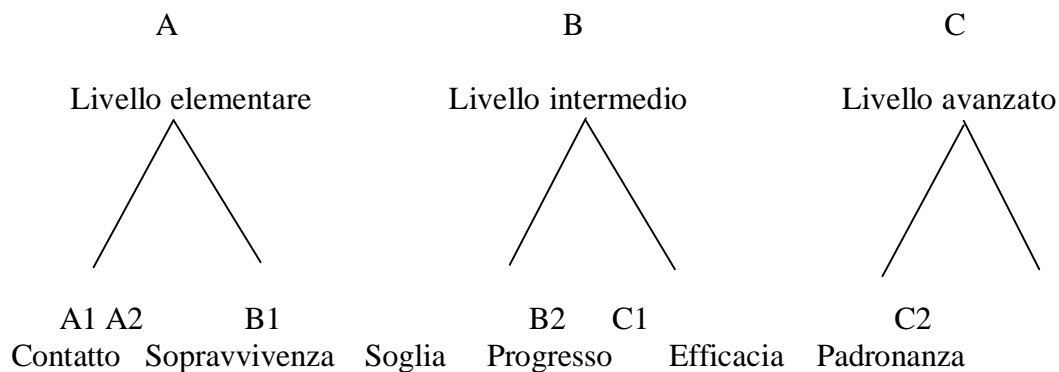 A B C
Livello elementare Livello intermedio Livello avanzato
A1 A2 B1 B2 C1 C2
Contatto Sopravvivenza Soglia Progresso Efficacia Padronanza